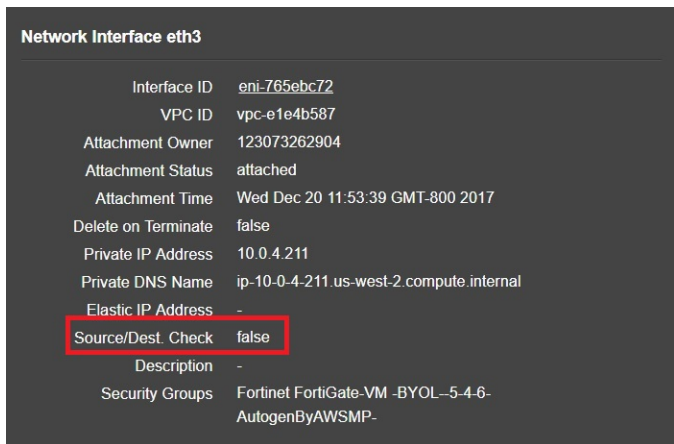 Network Interface eth3
Interface ID eni-765ebc72
VPC ID vpc-e1e4b587
Attachment Owner 123073262904
Attachment Status attached
Attachment Time Wed Dec 20 11:53:39 GMT-800 2017
Delete on Terminate false
Private IP Address 10.0.4.211
Private DNS Name ip-10-0-4-211.us-west-2.compute.internal
Elastic IP Address -
Source/Dest. Check false
Description -
Security Groups Fortinet FortiGate-VM -BYOL--5-4-6-
AutogenByAWSMP-